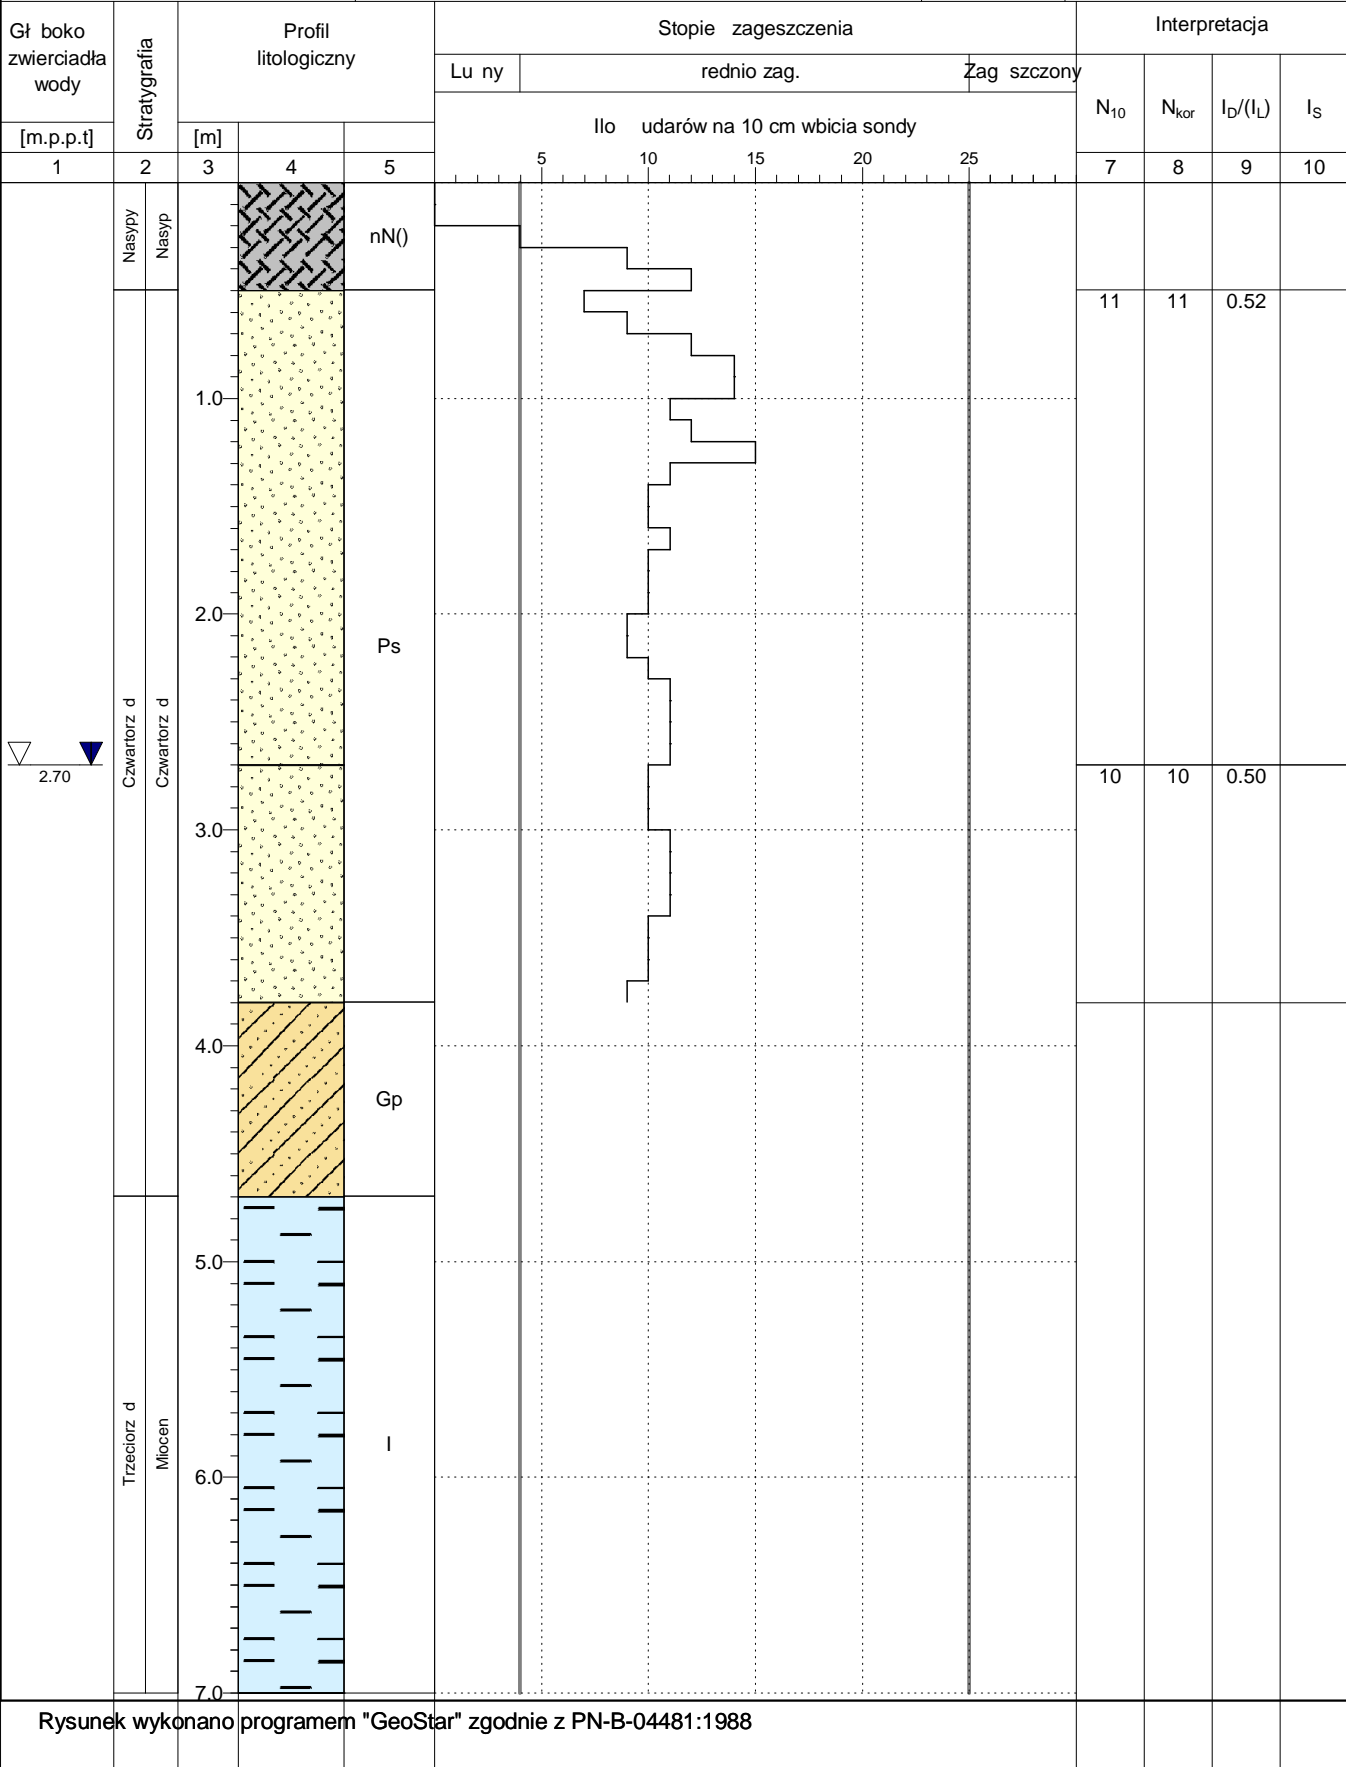 Gł boko
zwierciadła
wody
[m.p.p.t]
1
Stratygrafia
2
Profil
litologiczny
[m]
3
4
5
Stopie zageszczenia
Lu ny
rednio zag.
Zag szczony
Ilo udarów na 10 cm wbicia sondy
5 10 15 20 25
Interpretacja
N10 Nkor ID/(IL) IS
7 8 9 10
Nasypy
Nasyp
nN()
11 11 0.52
1.0
2.0
Ps
Czwartorz d
Czwartorz d
2.70
10 10 0.50
3.0
4.0
Gp
5.0
Trzeciorz d
Miocen
I
6.0
7.0
Rysunek wykonano programem "GeoStar" zgodnie z PN-B-04481:1988